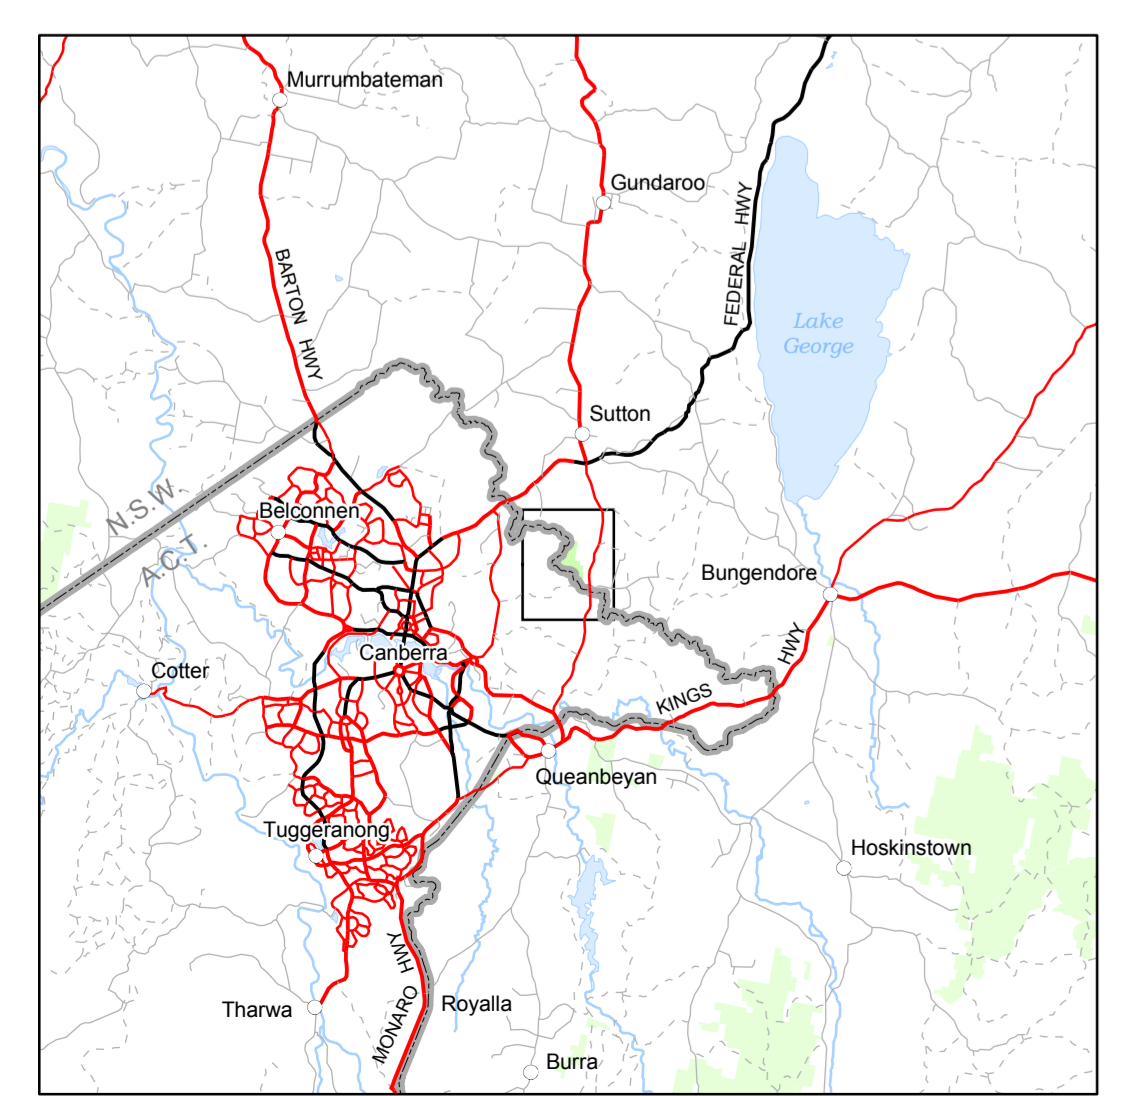 Murrumbateman
Gundaroo
FEDERAL HWY
BARTON HWY
Lake
George
Sutton
N.S.W.
A.C.T.
Belconnen
Bungendore
Canberra
Cotter
KINGS HWY
Queanbeyan
Tuggeranong
Hoskinstown
MONARO HWY
Tharwa
Royalla
Burra